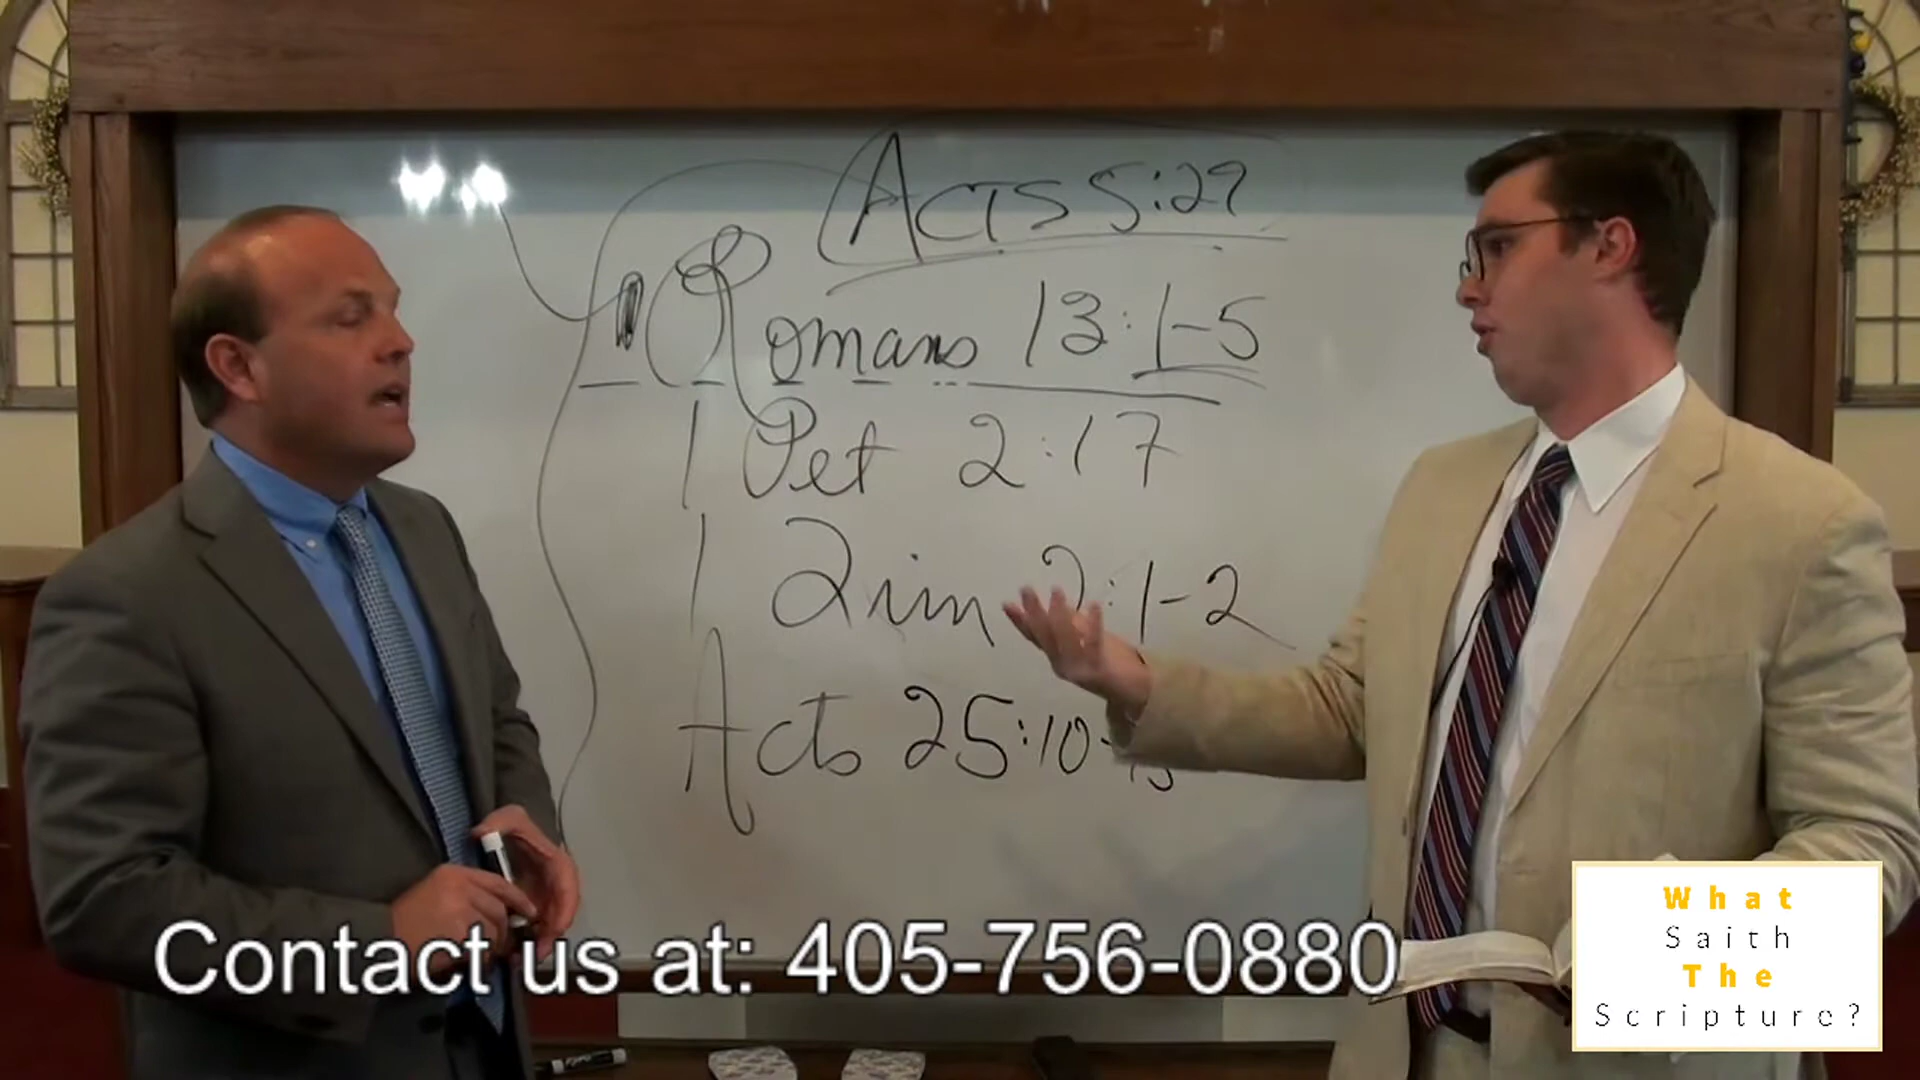 Acts 5:29
Romans 13:1-5
1 Pet 2:17
1 Tim 2:1-2
Acts 25:10-
Contact us at: 405-756-0880
What
Saith
The
Scripture?